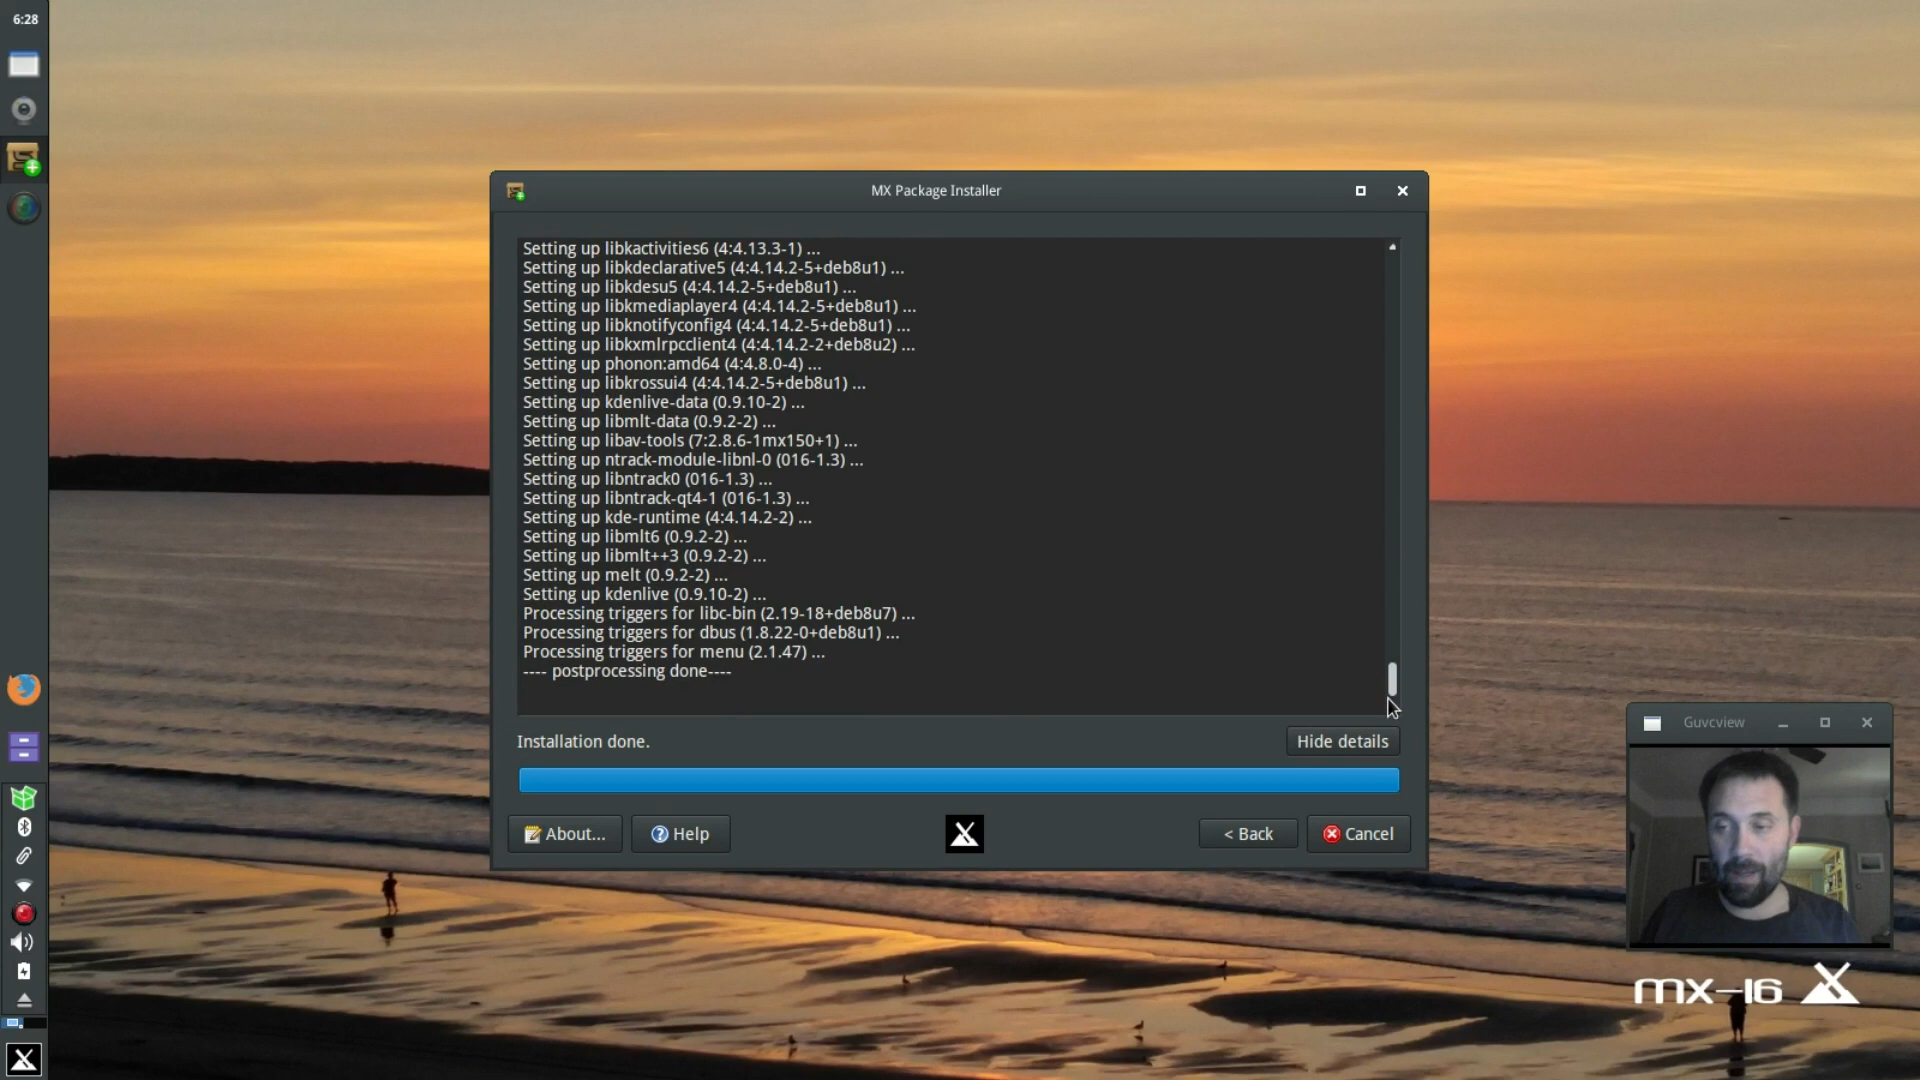 6:28
MX Package Installer
Setting up libkactivities6 (4:4.13.3-1) ...
Setting up libkdeclarative5 (4:4.14.2-5+deb8u1) ...
Setting up libkdesu5 (4:4.14.2-5+deb8u1) ...
Setting up libkmediaplayer4 (4:4.14.2-5+deb8u1) ...
Setting up libknotifyconfig4 (4:4.14.2-5+deb8u1) ...
Setting up libkxmlrpcclient4 (4:4.14.2-2+deb8u2) ...
Setting up phonon:amd64 (4:4.8.0-4) ...
Setting up libkrossui4 (4:4.14.2-5+deb8u1) ...
Setting up kdenlive-data (0.9.10-2) ...
Setting up libmlt-data (0.9.2-2) ...
Setting up libav-tools (7:2.8.6-1mx150+1) ...
Setting up ntrack-module-libnl-0 (016-1.3) ...
Setting up libntrack0 (016-1.3) ...
Setting up libntrack-qt4-1 (016-1.3) ...
Setting up kde-runtime (4:4.14.2-2) ...
Setting up libmlt6 (0.9.2-2) ...
Setting up libmlt++3 (0.9.2-2) ...
Setting up melt (0.9.2-2) ...
Setting up kdenlive (0.9.10-2) ...
Processing triggers for libc-bin (2.19-18+deb8u7) ...
Processing triggers for dbus (1.8.22-0+deb8u1) ...
Processing triggers for menu (2.1.47) ...
---- postprocessing done----
Installation done.
Hide details
About...
Help
< Back
Cancel
Guvcview
mx-16